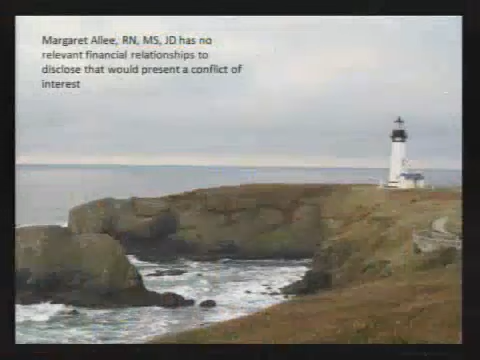 Margaret Allee, RN, MS, JD has no
relevant financial relationships to
disclose that would present a conflict of
interest